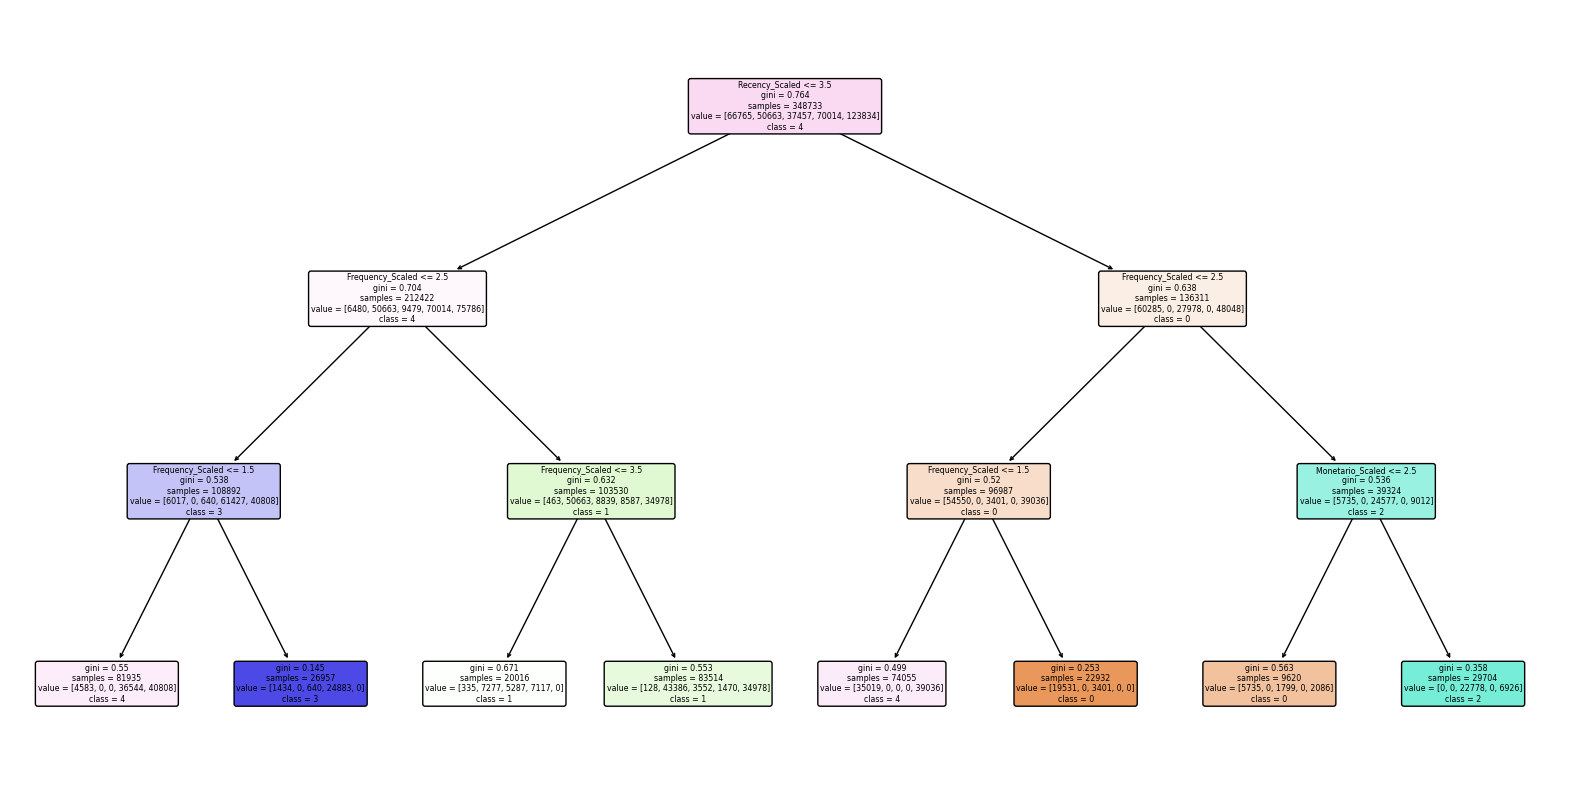 Recency_Scaled <= 3.5
gini = 0.764
samples = 348733
value = [66765, 50663, 37457, 70014, 123834]
class = 4
Frequency_Scaled <= 2.5
gini = 0.704
samples = 212422
value = [6480, 50663, 9479, 70014, 75786]
class = 4
Frequency_Scaled <= 2.5
gini = 0.638
samples = 136311
value = [60285, 0, 27978, 0, 48048]
class = 0
Frequency_Scaled <= 1.5
gini = 0.538
samples = 108892
value = [6017, 0, 640, 61427, 40808]
class = 3
Frequency_Scaled <= 3.5
gini = 0.632
samples = 103530
value = [463, 50663, 8839, 8587, 34978]
class = 1
Frequency_Scaled <= 1.5
gini = 0.52
samples = 96987
value = [54550, 0, 3401, 0, 39036]
class = 0
Monetario_Scaled <= 2.5
gini = 0.536
samples = 39324
value = [5735, 0, 24577, 0, 9012]
class = 2
gini = 0.55
samples = 81935
value = [4583, 0, 0, 36544, 40808]
class = 4
gini = 0.145
samples = 26957
value = [1434, 0, 640, 24883, 0]
class = 3
gini = 0.671
samples = 20016
value = [335, 7277, 5287, 7117, 0]
class = 1
gini = 0.553
samples = 83514
value = [128, 43386, 3552, 1470, 34978]
class = 1
gini = 0.499
samples = 74055
value = [35019, 0, 0, 0, 39036]
class = 4
gini = 0.253
samples = 22932
value = [19531, 0, 3401, 0, 0]
class = 0
gini = 0.563
samples = 9620
value = [5735, 0, 1799, 0, 2086]
class = 0
gini = 0.358
samples = 29704
value = [0, 0, 22778, 0, 6926]
class = 2